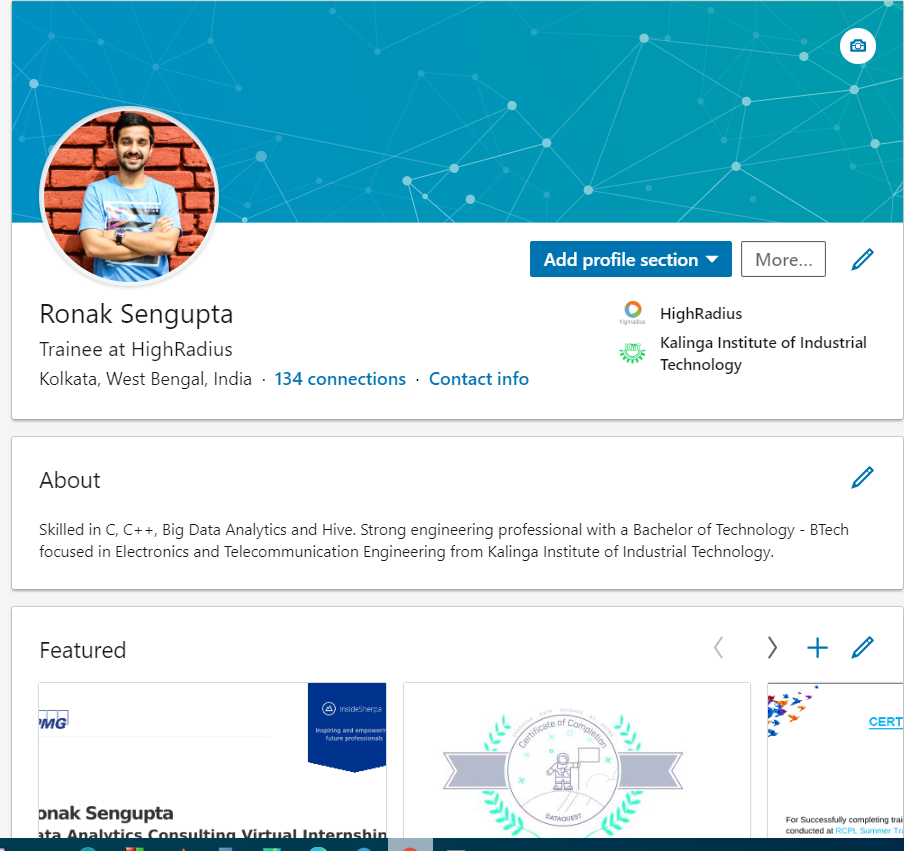 Add profile section
More...
Ronak Sengupta
Trainee at HighRadius
Kolkata, West Bengal, India · 134 connections · Contact info
highradius
HighRadius
Kalinga Institute of Industrial
Technology
About
Skilled in C, C++, Big Data Analytics and Hive. Strong engineering professional with a Bachelor of Technology - BTech
focused in Electronics and Telecommunication Engineering from Kalinga Institute of Industrial Technology.
Featured
PMG
InsideSherpa
Inspiring and empowerin
future professionals
onak Sengupta
ata Analytics Consulting Virtual Internship
Certificate of Completion
DATAQUEST
CERT
For Successfully completing trai
conducted at RCPL Summer Tra